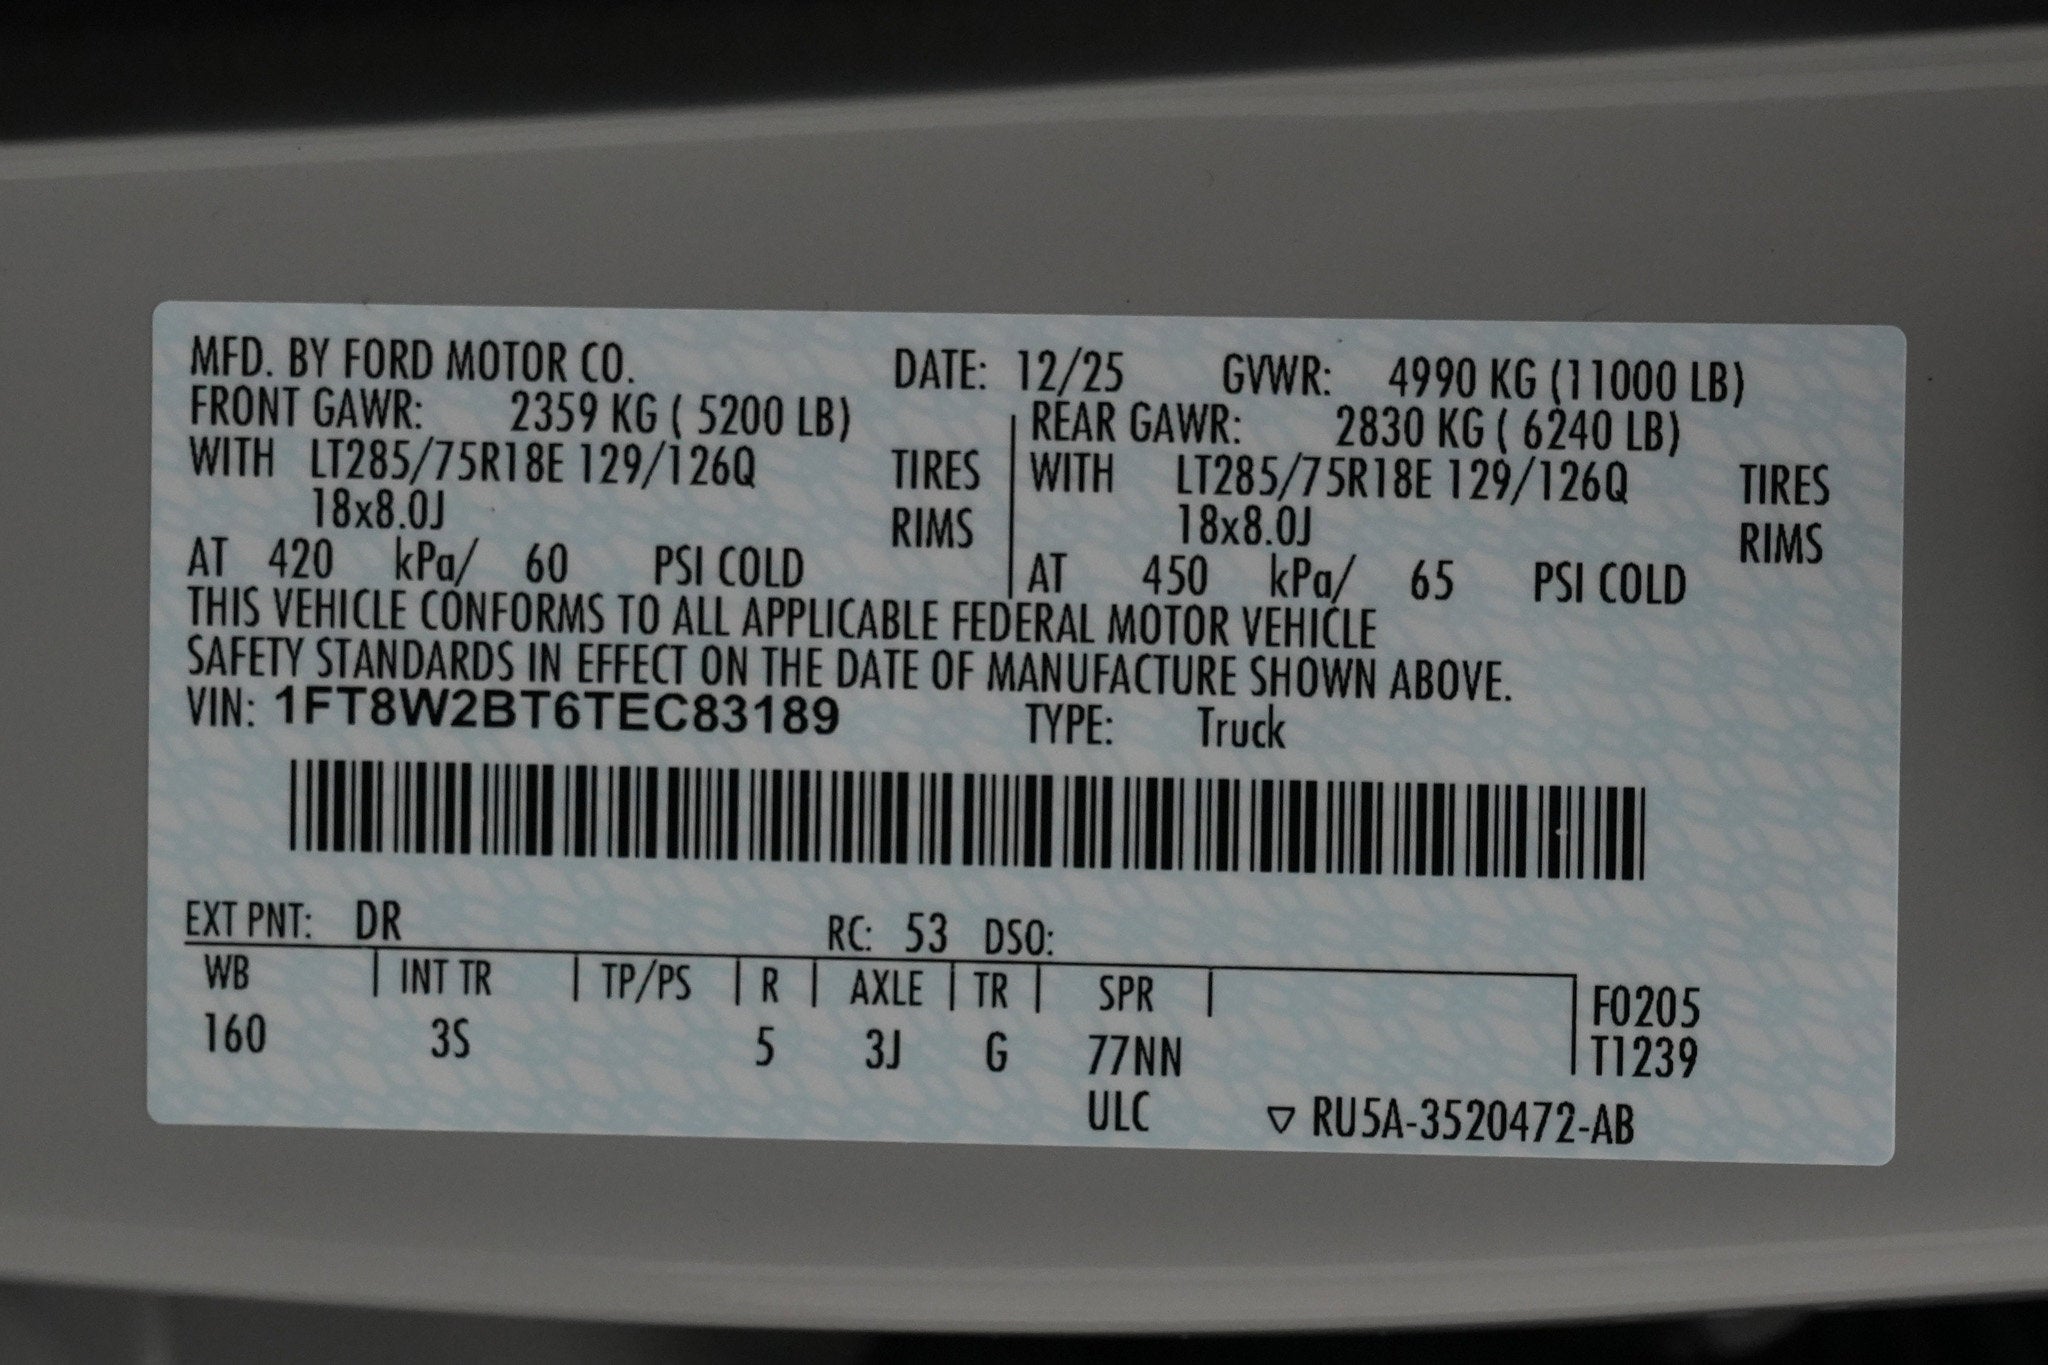 MFD. BY FORD MOTOR CO. DATE: 12/25 GVWR: 4990 KG (11000 LB)
FRONT GAWR: 2359 KG ( 5200 LB) REAR GAWR: 2830 KG ( 6240 LB)
WITH LT285/75R18E 129/126Q TIRES WITH LT285/75R18E 129/126Q TIRES
18x8.0J RIMS 18x8.0J RIMS
AT 420 kPa/ 60 PSI COLD AT 450 kPa/ 65 PSI COLD
THIS VEHICLE CONFORMS TO ALL APPLICABLE FEDERAL MOTOR VEHICLE
SAFETY STANDARDS IN EFFECT ON THE DATE OF MANUFACTURE SHOWN ABOVE.
VIN: 1FT8W2BT6TEC83189 TYPE: Truck
EXT PNT: DR RC: 53 DSO:
WB INT TR TP/PS R AXLE TR SPR F0205
160 3S 5 3J G 77NN T1239
ULC ▽ RU5A-3520472-AB